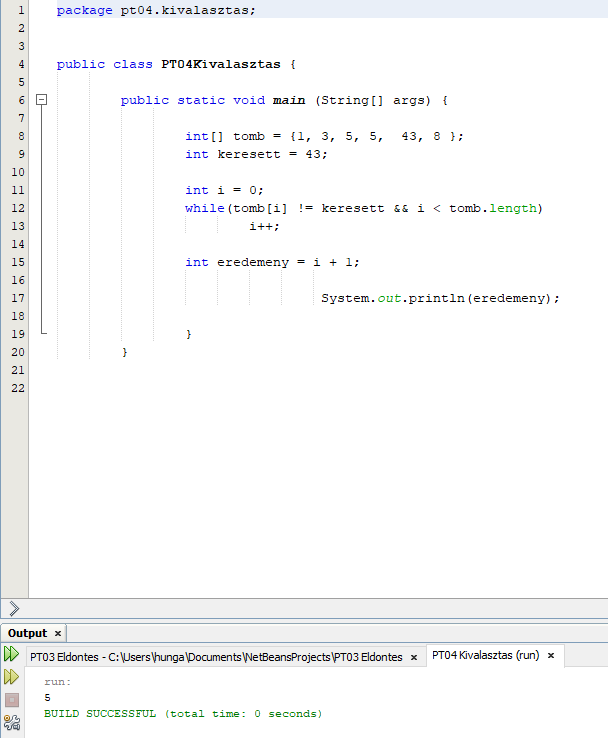 1 package pt04.kivalasztas;
2
3
4 public class PT04Kivalasztas {
5
6 public static void main (String[] args) {
7
8 int[] tomb = {1, 3, 5, 5,  43, 8 };
9 int keresett = 43;
10
11 int i = 0;
12 while(tomb[i] != keresett && i < tomb.length)
13 i++;
14
15 int eredemeny = i + 1;
16
17 System.out.println(eredemeny);
18
19 }
20 }
21
22
Output ×
PT03 Eldontes - C:\Users\hunga\Documents\NetBeansProjects\PT03 Eldontes × PT04 Kivalasztas (run) ×
run:
5
BUILD SUCCESSFUL (total time: 0 seconds)